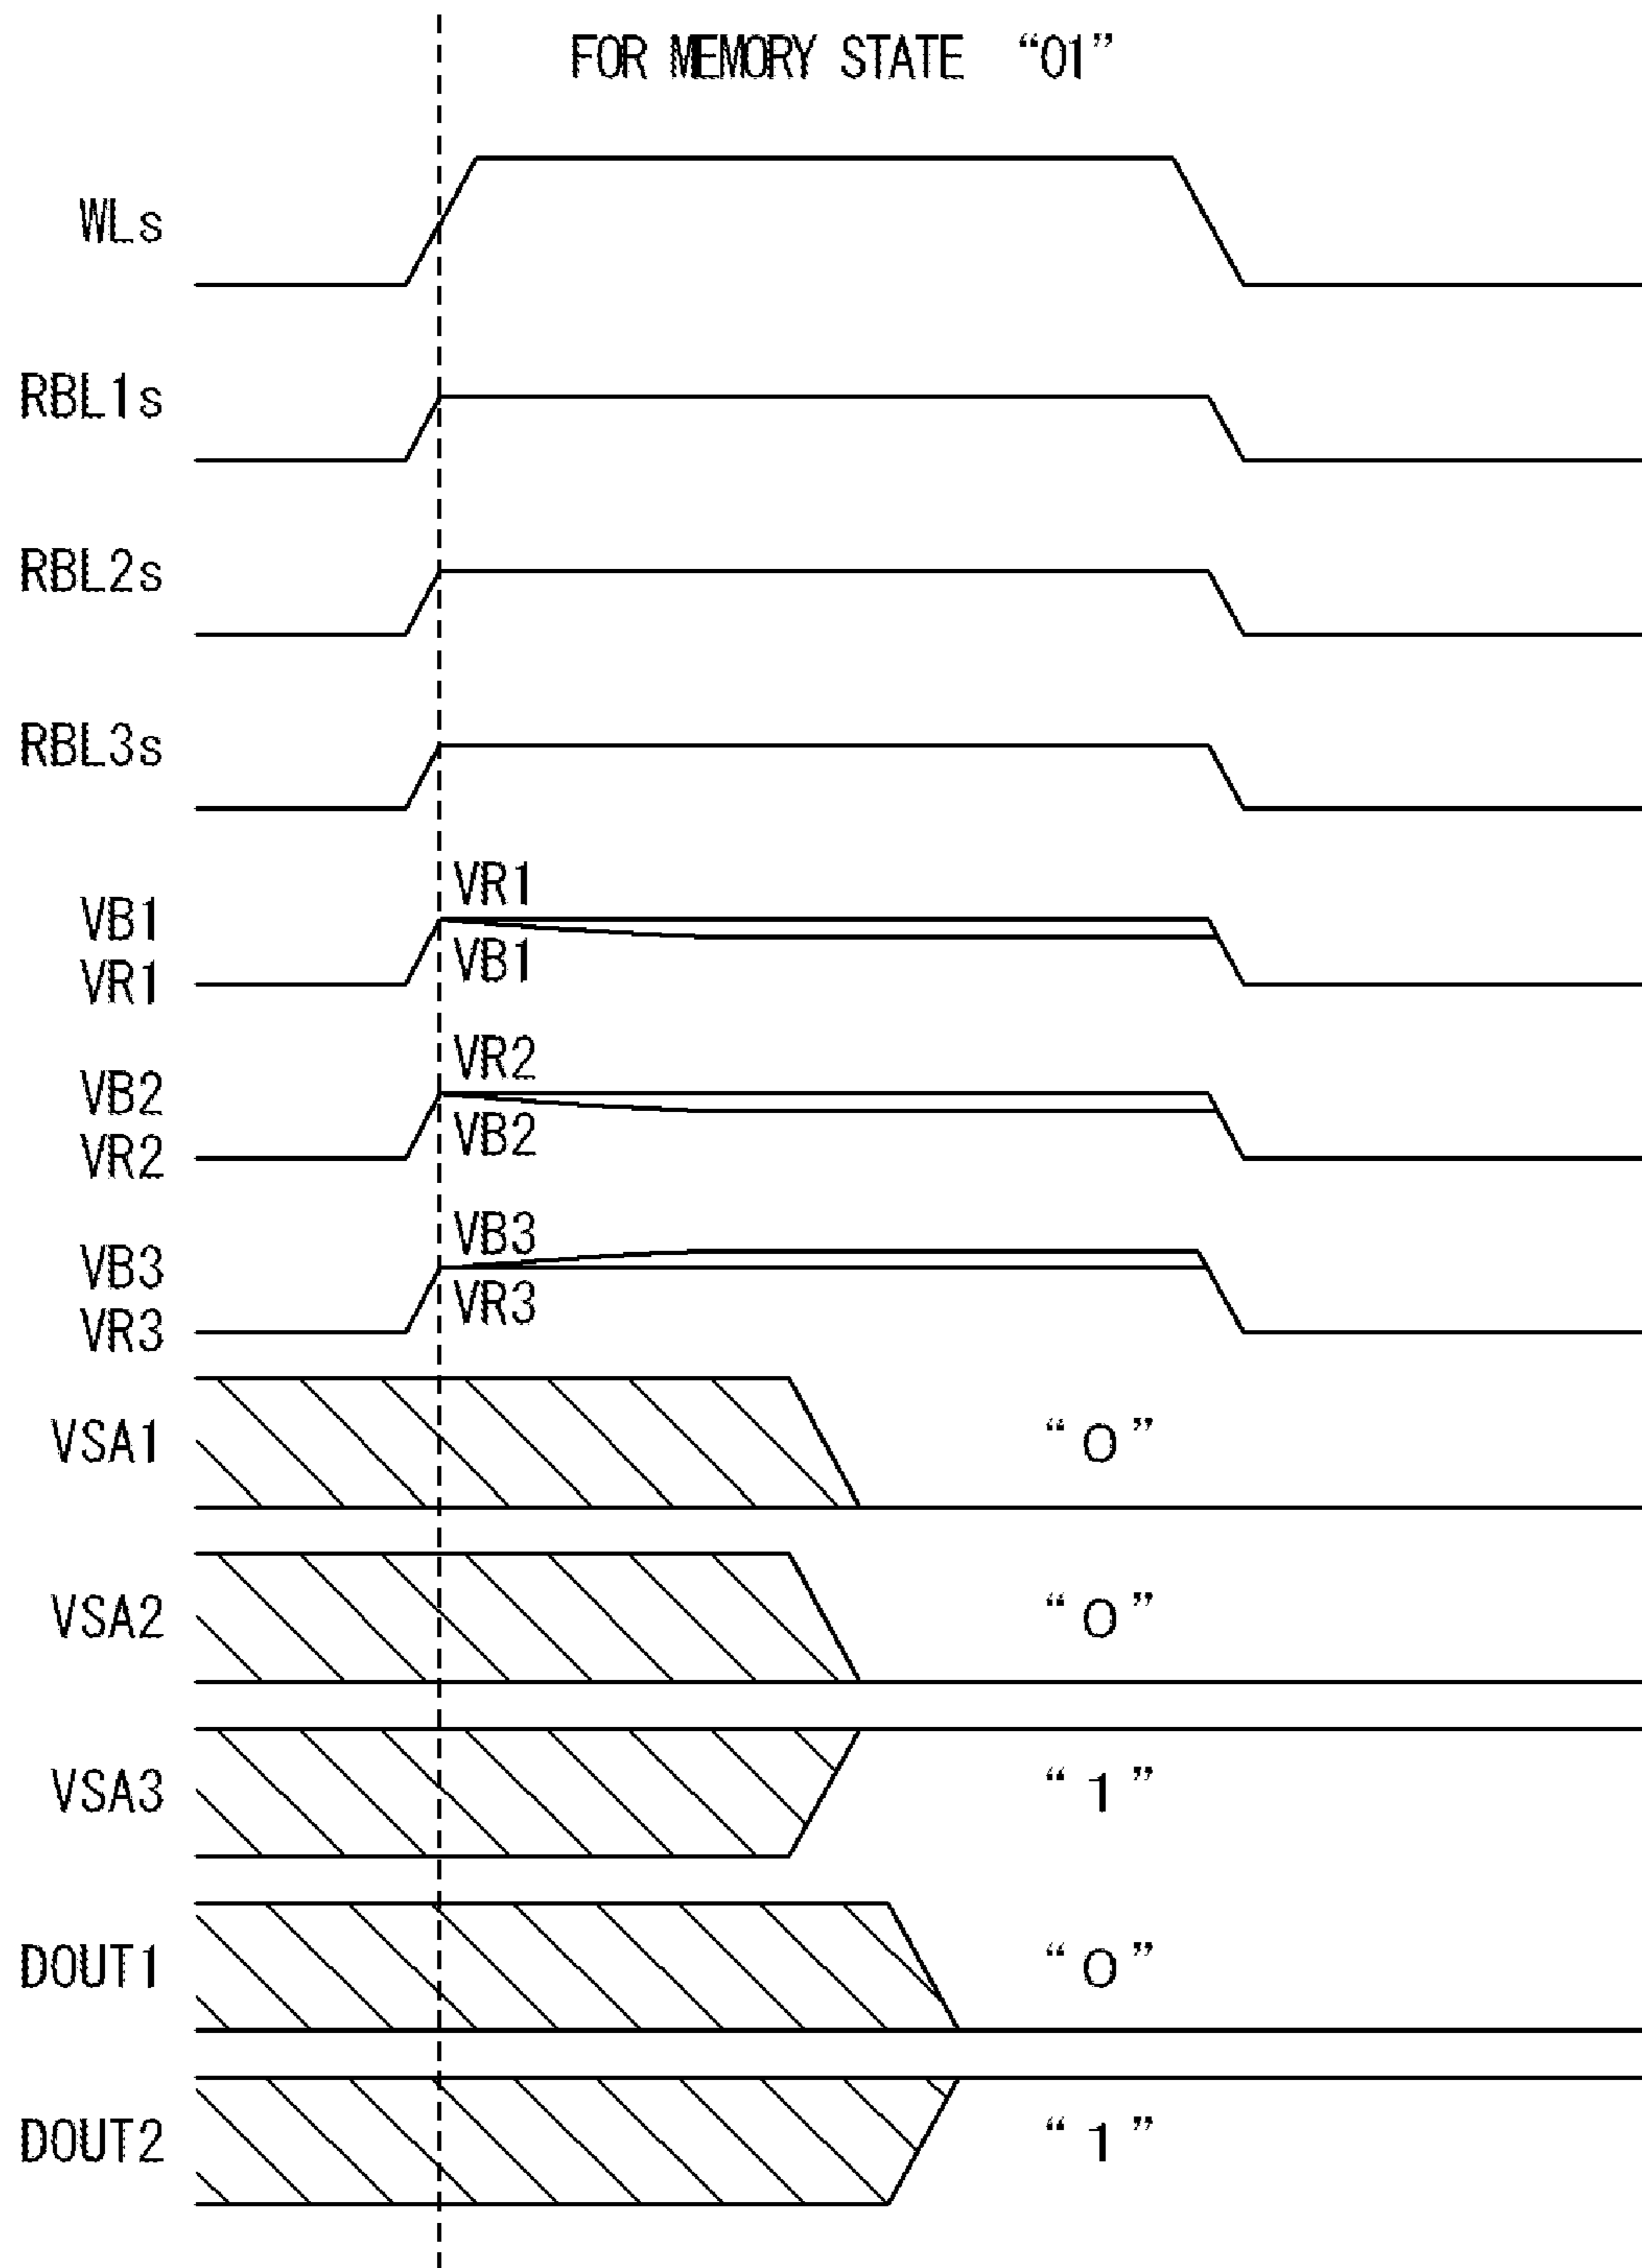 FOR MEMORY STATE “01”
WLs
RBL1s
RBL2s
RBL3s
VR1
VB1
VB1
VR1
VR2
VB2
VB2
VR2
VB3
VB3
VR3
VR3
VSA1 “0”
VSA2 “0”
VSA3 “1”
DOUT1 “0”
DOUT2 “1”